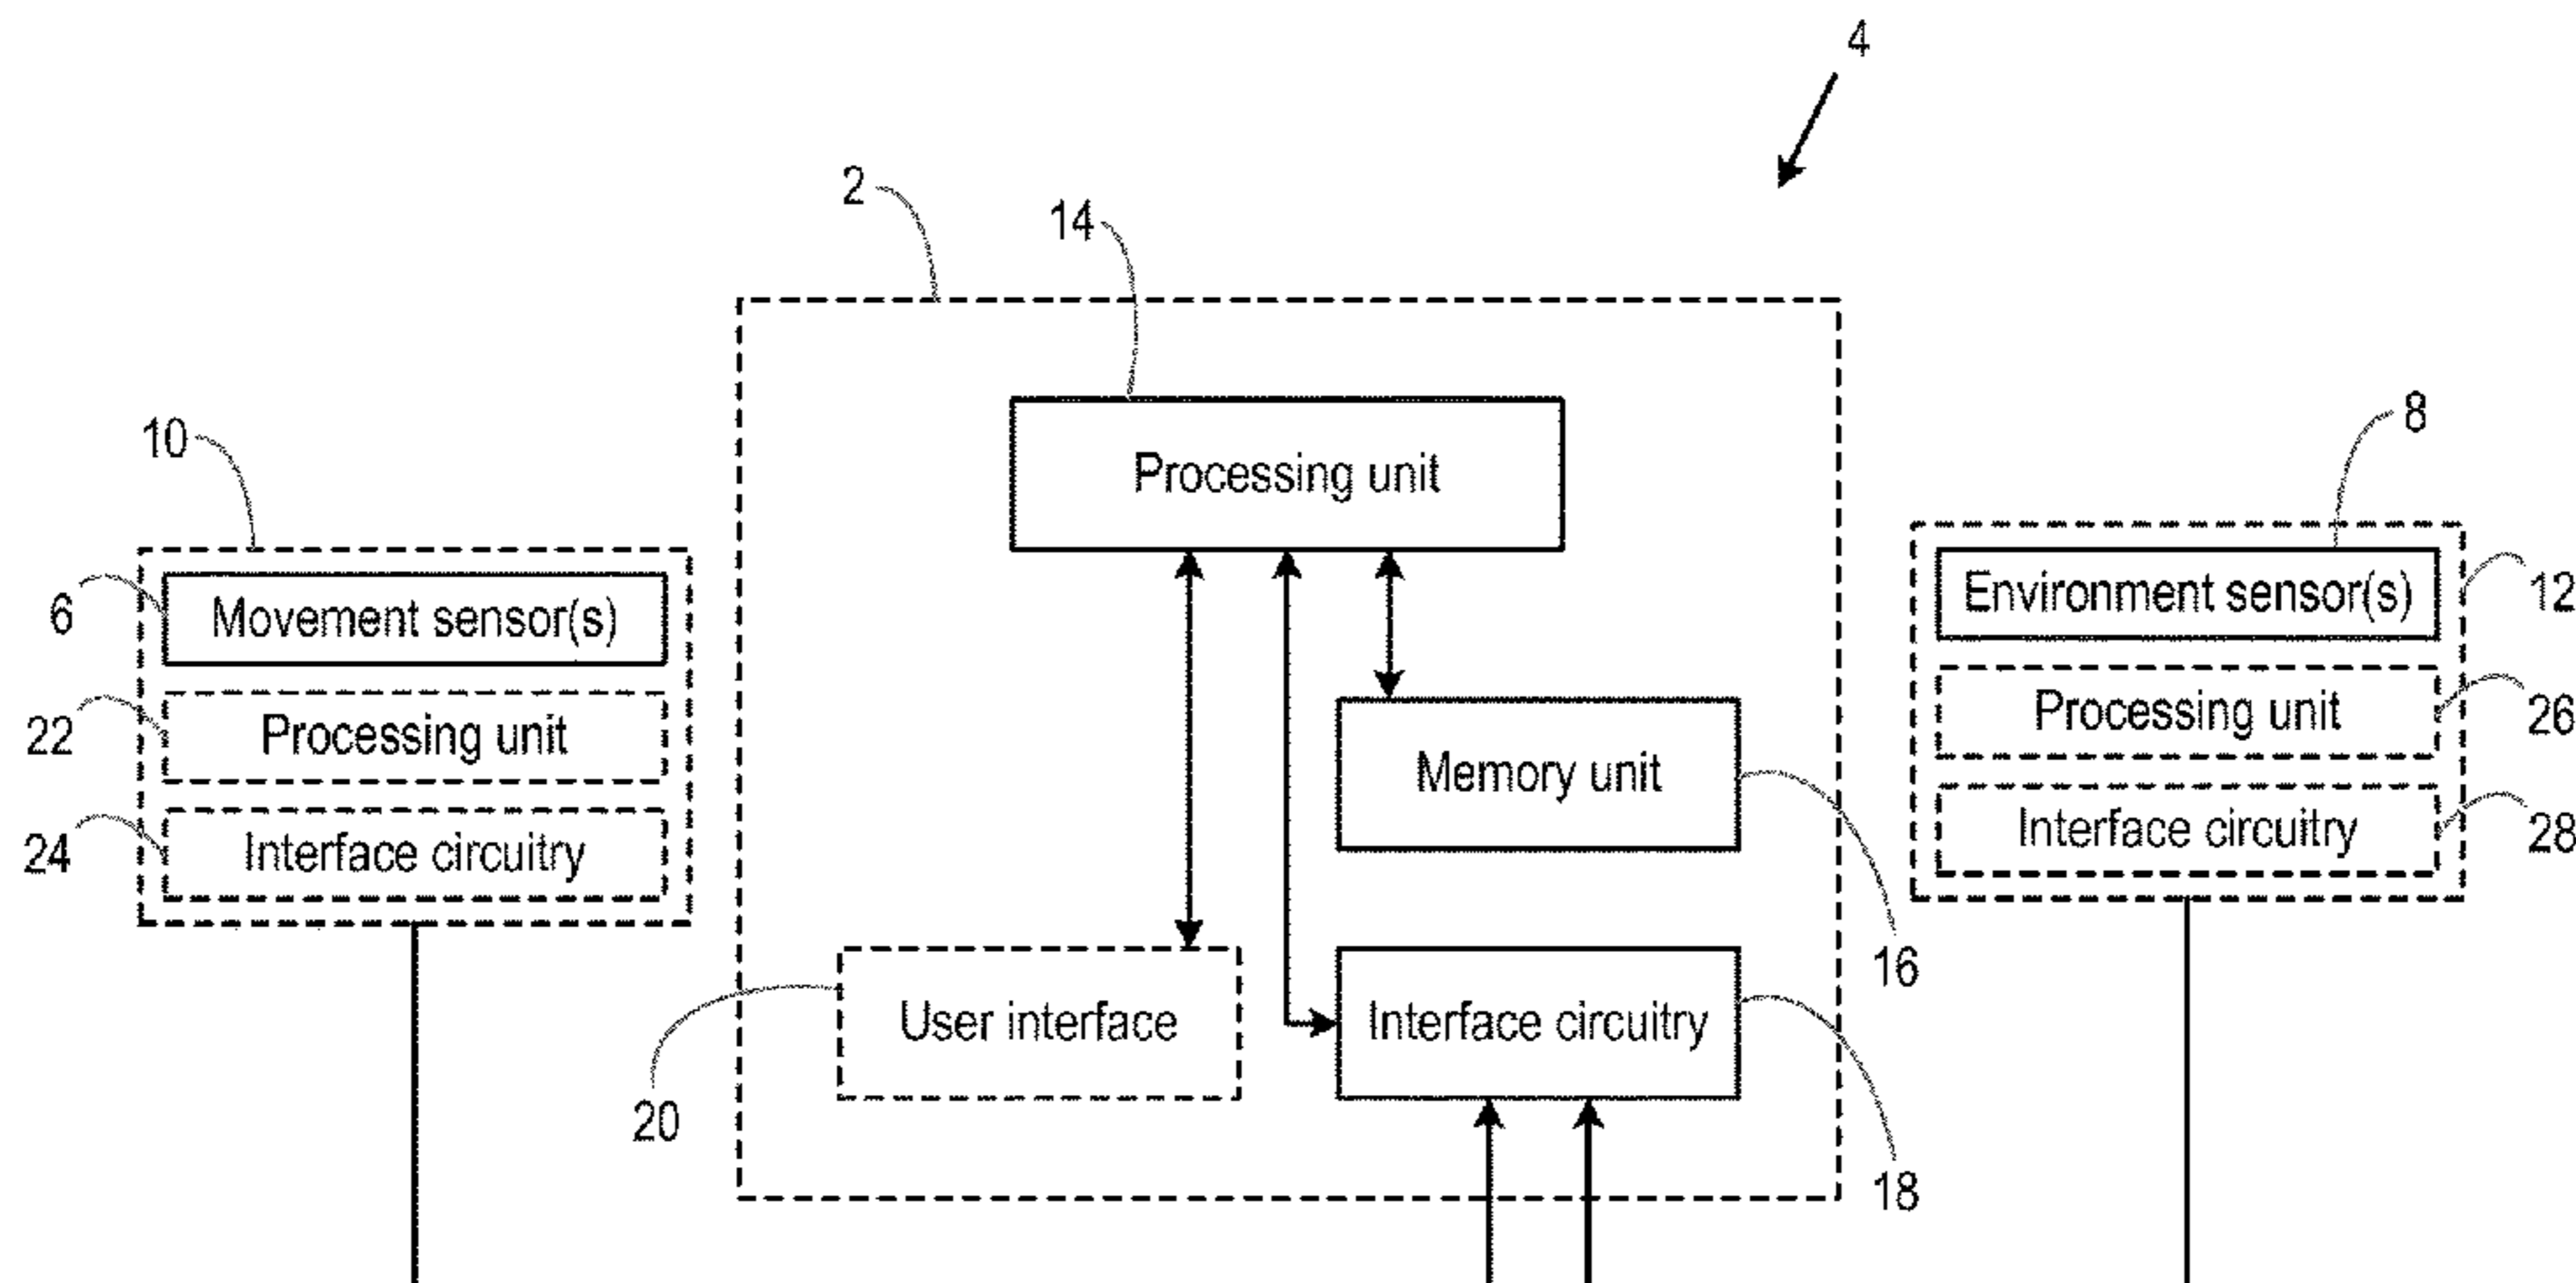 4
2
14
10
8
Processing unit
6
Movement sensor(s)
Environment sensor(s)
12
22
Processing unit
Processing unit
26
Memory unit
24
Interface circuitry
Interface circuitry
28
16
User interface
Interface circuitry
20
18